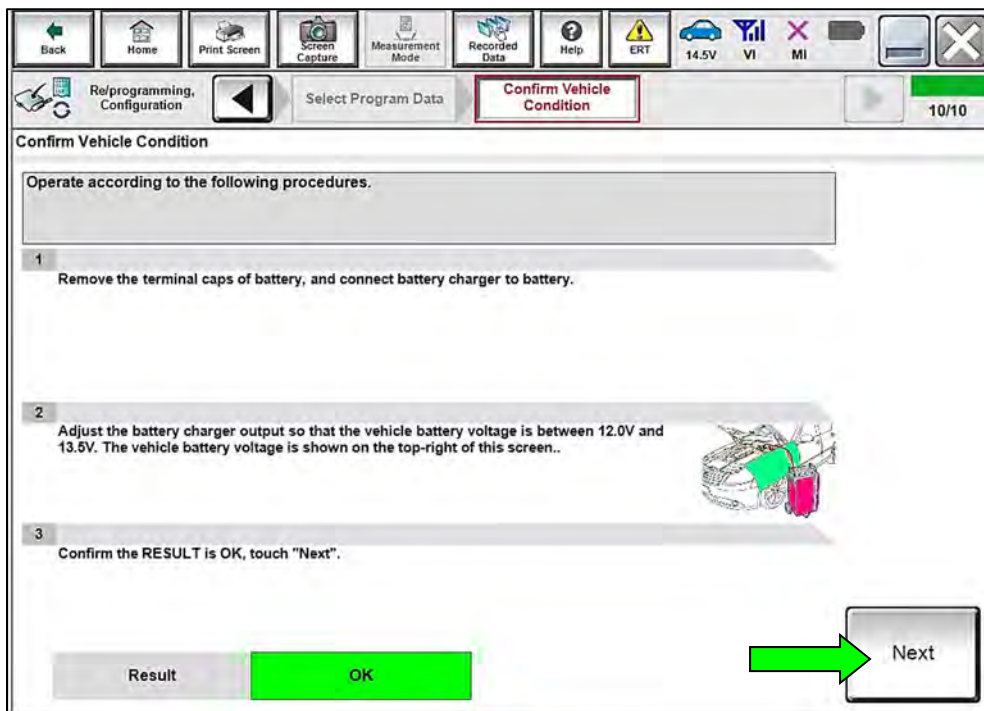 Back
Home
Print Screen
Screen
Capture
Measurement
Mode
Recorded
Data
Help
ERT
14.5V
VI
MI
Re/programming,
Configuration
Select Program Data
Confirm Vehicle
Condition
10/10
Confirm Vehicle Condition
Operate according to the following procedures.
1
Remove the terminal caps of battery, and connect battery charger to battery.
2
Adjust the battery charger output so that the vehicle battery voltage is between 12.0V and
13.5V. The vehicle battery voltage is shown on the top-right of this screen..
3
Confirm the RESULT is OK, touch "Next".
Result
OK
Next